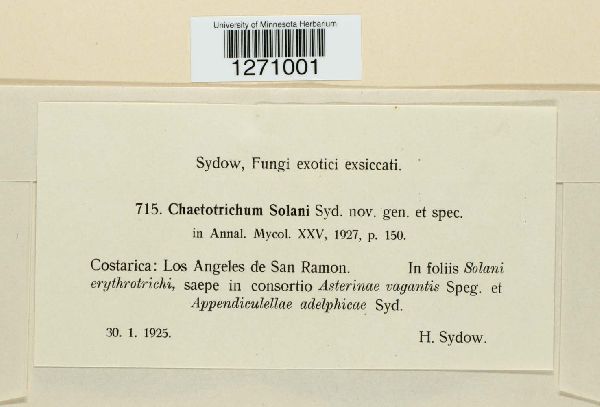 University of Minnesota Herbarium
1271001
Sydow, Fungi exotici exsiccati.
715. Chaetotrichum Solani Syd. nov. gen. et spec.
in Annal. Mycol. XXV, 1927, p. 150.
Costarica: Los Angeles de San Ramon. In foliis Solani
erythrotrichi, saepe in consortio Asterinae vagantis Speg. et
Appendiculellae adelphicae Syd.
30. 1. 1925. H. Sydow.